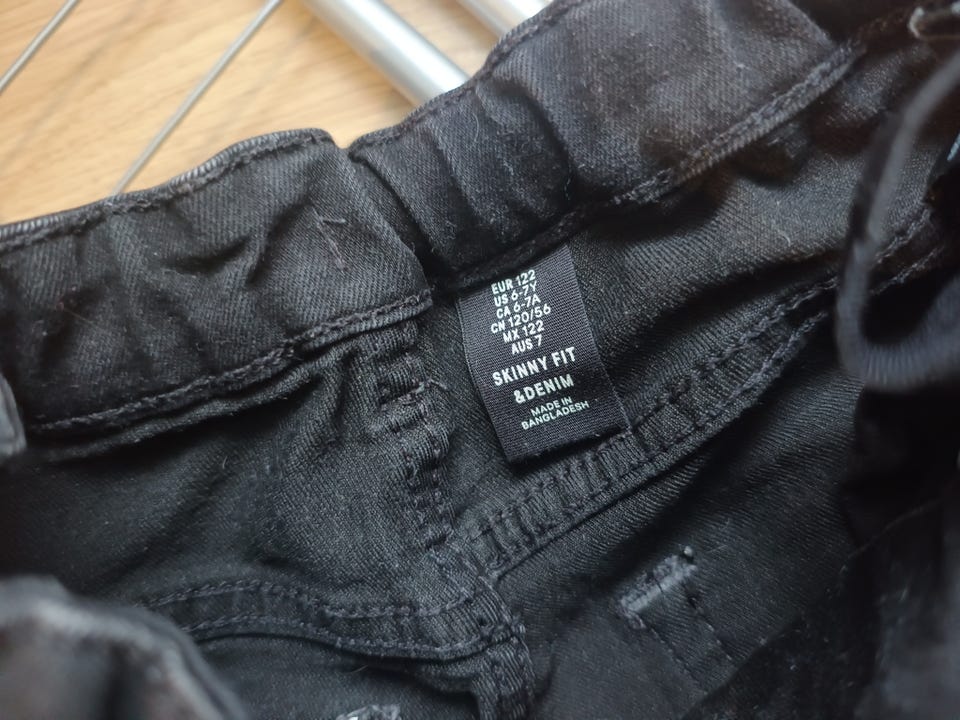 EUR 122
US 6-7Y
CA 6-7A
CN 120/56
MX 122
AUS 7
SKINNY FIT
&DENIM
MADE IN
BANGLADESH